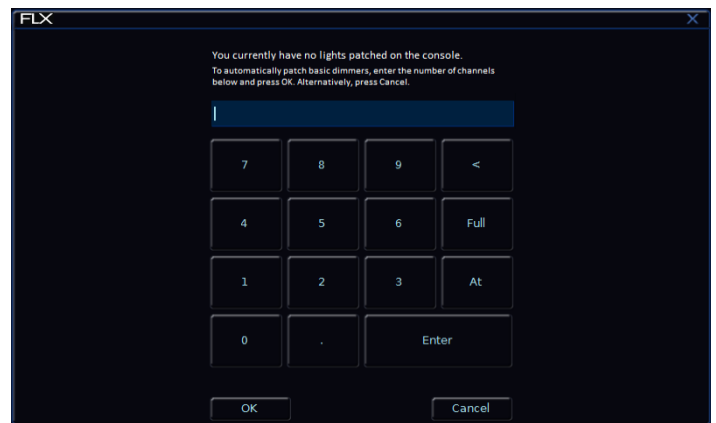 FLX X
You currently have no lights patched on the console.
To automatically patch basic dimmers, enter the number of channels
below and press OK. Alternatively, press Cancel.
7 8 9 <
4 5 6 Full
1 2 3 At
0 . Enter
OK Cancel